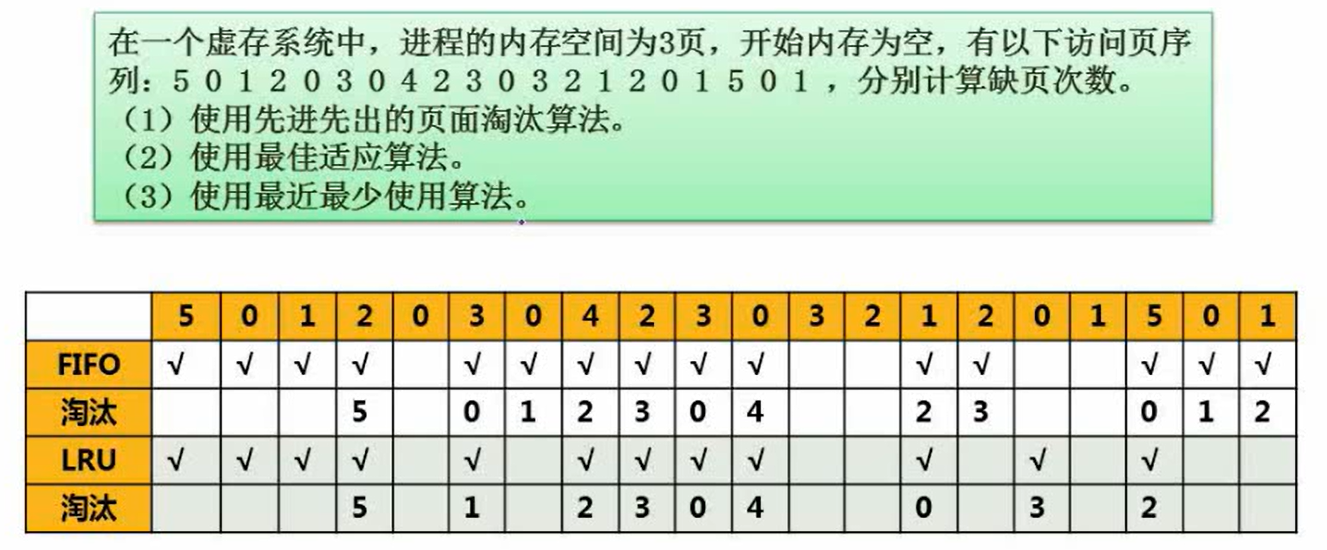 在一个虚存系统中，进程的内存空间为3页，开始内存为空，有以下访问页序
列：5 0 1 2 0 3 0 4 2 3 0 3 2 1 2 0 1 5 0 1，分别计算缺页次数。
（1）使用先进先出的页面淘汰算法。
（2）使用最佳适应算法。
（3）使用最近最少使用算法。
5 0 1 2 0 3 0 4 2 3 0 3 2 1 2 0 1 5 0 1
FIFO √ √ √ √ √ √ √ √ √ √ √ √ √ √ √
淘汰 5 0 1 2 3 0 4 2 3 0 1 2
LRU √ √ √ √ √ √ √ √ √ √ √ √
淘汰 5 1 2 3 0 4 0 3 2